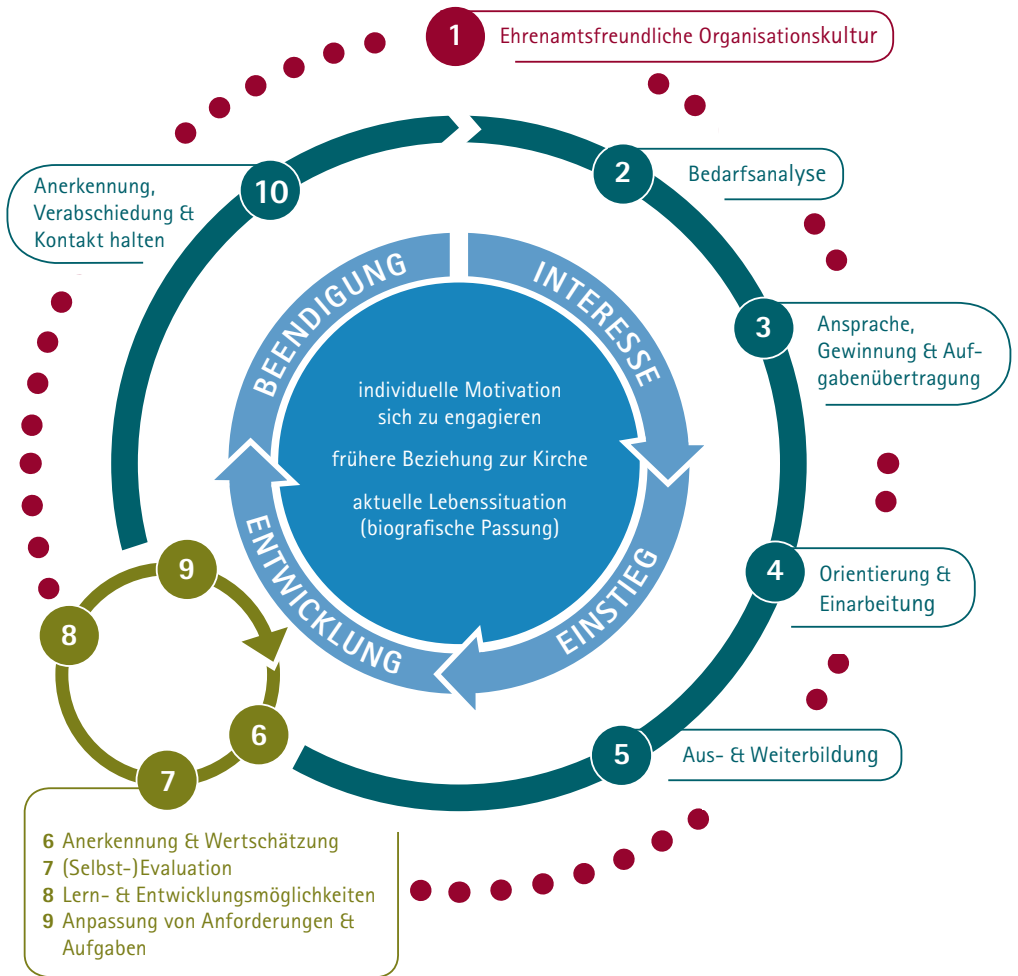 1 Ehrenamtsfreundliche Organisationskultur
2 Bedarfsanalyse
3 Ansprache,
Gewinnung & Auf-
gabenübertragung
4 Orientierung &
Einarbeitung
5 Aus- & Weiterbildung
6
7
8
9
6 Anerkennung & Wertschätzung
7 (Selbst-)Evaluation
8 Lern- & Entwicklungsmöglichkeiten
9 Anpassung von Anforderungen &
Aufgaben
10 Anerkennung,
Verabschiedung &
Kontakt halten
INTERESSE
EINSTIEG
ENTWICKLUNG
BEENDIGUNG
individuelle Motivation
sich zu engagieren
frühere Beziehung zur Kirche
aktuelle Lebenssituation
(biografische Passung)